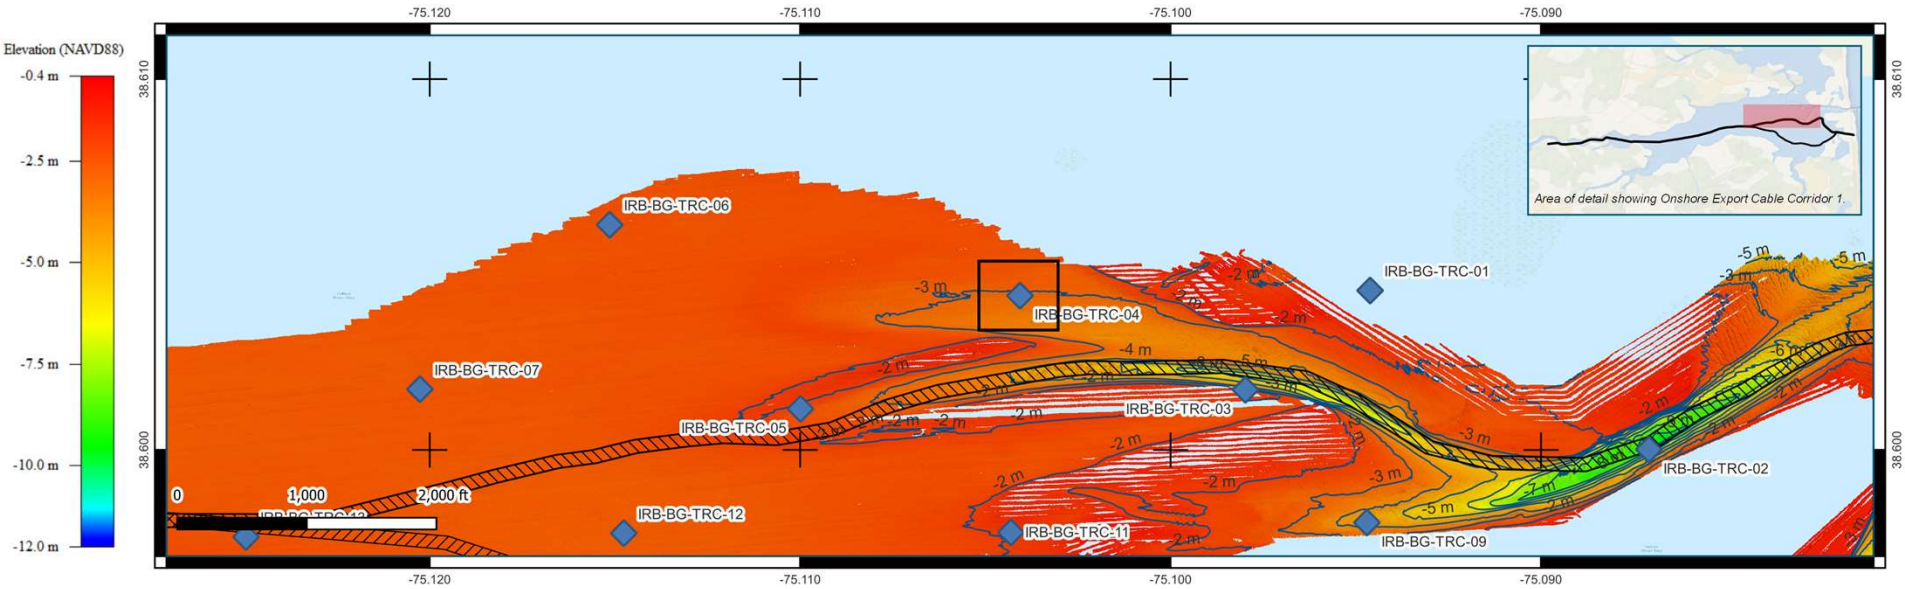 -75.120 -75.110 -75.100 -75.090
Elevation (NAVD88)
-0.4 m
-2.5 m
-5.0 m
-7.5 m
-10.0 m
-12.0 m
38.610
38.610
38.600
38.600
Area of detail showing Onshore Export Cable Corridor 1.
IRB-BG-TRC-06
IRB-BG-TRC-01
-5 m
-5 m
-3 m
-2 m
-3 m
IRB-BG-TRC-04
-2 m
-4 m
-5 m
-6 m
IRB-BG-TRC-07
-2 m
-2 m
-2 m
-2 m
IRB-BG-TRC-03
-2 m
-2 m
-2 m
-2 m
IRB-BG-TRC-05
-2 m
-3 m
IRB-BG-TRC-02
-3 m
-2 m
-2 m
-7 m
-2 m
-5 m
0 1,000 2,000 ft
IRB-BG-TRC-12
IRB-BG-TRC-11
2 m
IRB-BG-TRC-09
-3 m
-75.120 -75.110 -75.100 -75.090